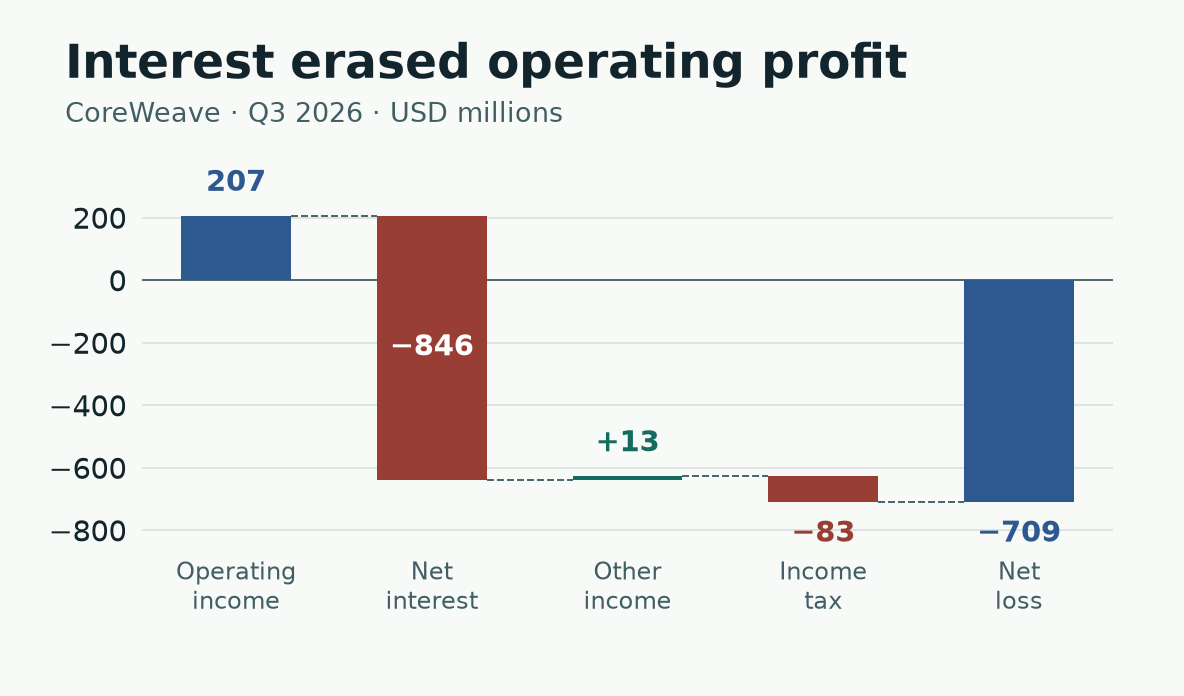 Interest erased operating profit
CoreWeave · Q3 2026 · USD millions
207
200
0
−200
−846
−400
+13
−600
−800
−83
−709
Operating income
Net interest
Other income
Income tax
Net loss